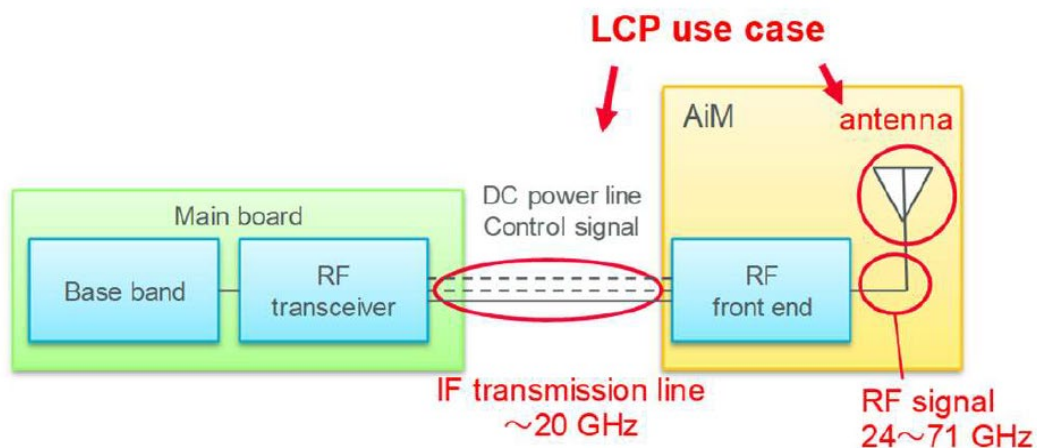 LCP use case
AiM
antenna
Main board
DC power line
Control signal
Base band
RF
transceiver
RF
front end
IF transmission line
～20 GHz
RF signal
24～71 GHz